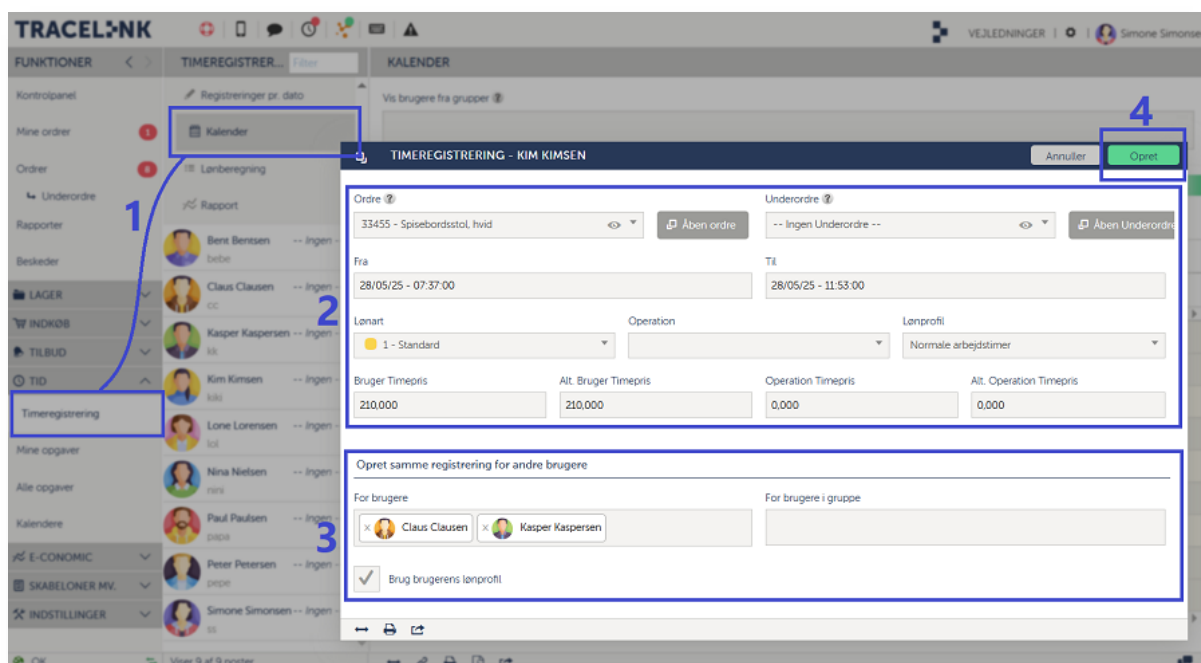 TRACELINK
VEJLEDNINGER
Simone Simonse
FUNKTIONER
TIMEREGISTRER...
Filter
KALENDER
Kontrolpanel
Registreringer pr. dato
Vis brugere fra grupper ?
4
Mine ordrer
1
Kalender
TIMEREGISTRERING - KIM KIMSEN
Annuller
Opret
Ordrer
8
Lønberegning
Underordre
1
Rapport
Rapporter
Beskeder
Bent Bentsen
-- Ingen -
bebe
LAGER
Claus Clausen
-- Ingen -
cc
INDKØB
Kasper Kaspersen -- Ingen -
kk
TILBUD
TID
Kim Kimsen
-- Ingen -
kiki
Timeregistrering
Lone Lorensen
-- Ingen -
lol
Mine opgaver
Nina Nielsen
-- Ingen -
nini
Alle opgaver
Paul Paulsen
-- Ingen -
papa
Kalendere
E-CONOMIC
Peter Petersen
-- Ingen -
pepe
SKABELONER MV.
INDSTILLINGER
Simone Simonsen -- Ingen -
ss
OK
Viser 9 af 9 poster
2
Ordre ?
Underordre ?
33455 - Spisebordsstol, hvid
Åben ordre
-- Ingen Underordre --
Åben Underordre
Fra
Til
28/05/25 - 07:37:00
28/05/25 - 11:53:00
Lønart
Operation
Lønprofil
1 - Standard
Normale arbejdstimer
Bruger Timepris
Alt. Bruger Timepris
Operation Timepris
Alt. Operation Timepris
210,000
210,000
0,000
0,000
3
Opret samme registrering for andre brugere
For brugere
For brugere i gruppe
× Claus Clausen
× Kasper Kaspersen
Brug brugerens lønprofil